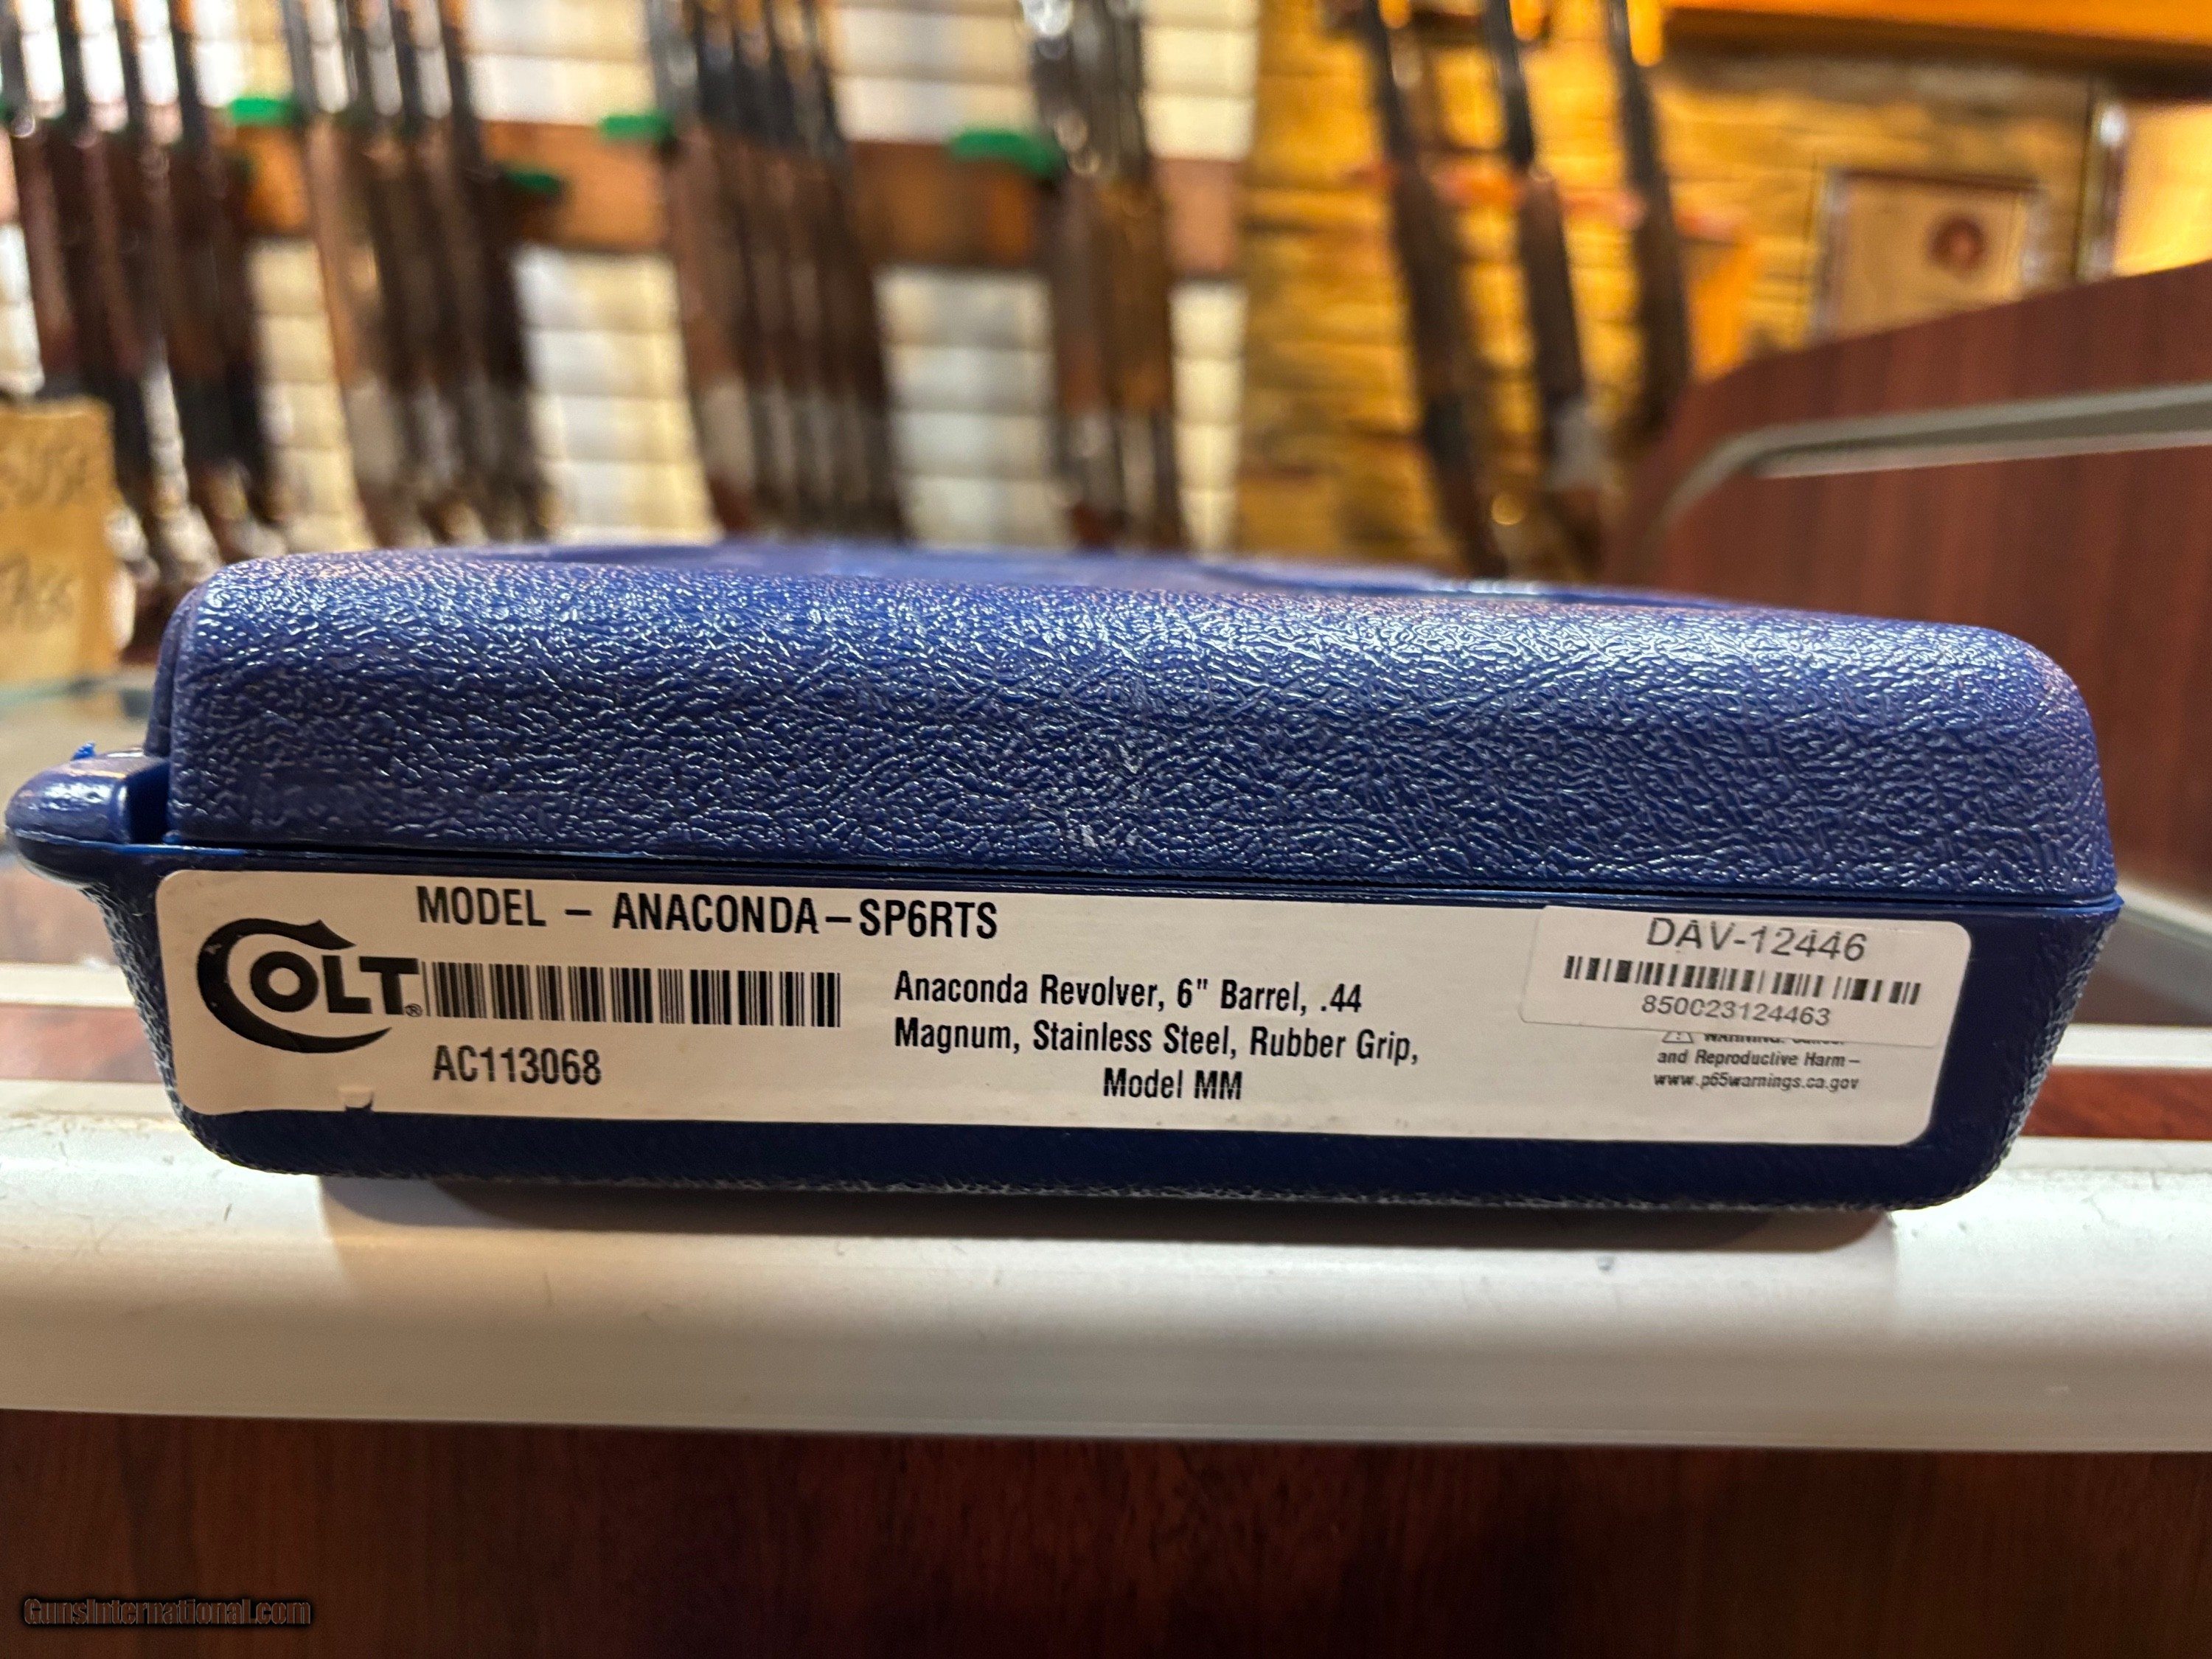 MODEL – ANACONDA–SP6RTS
COLT®
AC113068
Anaconda Revolver, 6" Barrel, .44
Magnum, Stainless Steel, Rubber Grip,
Model MM
DAV-12446
850023124463
and Reproductive Harm–
www.p65warnings.ca.gov
GunsInternational.com